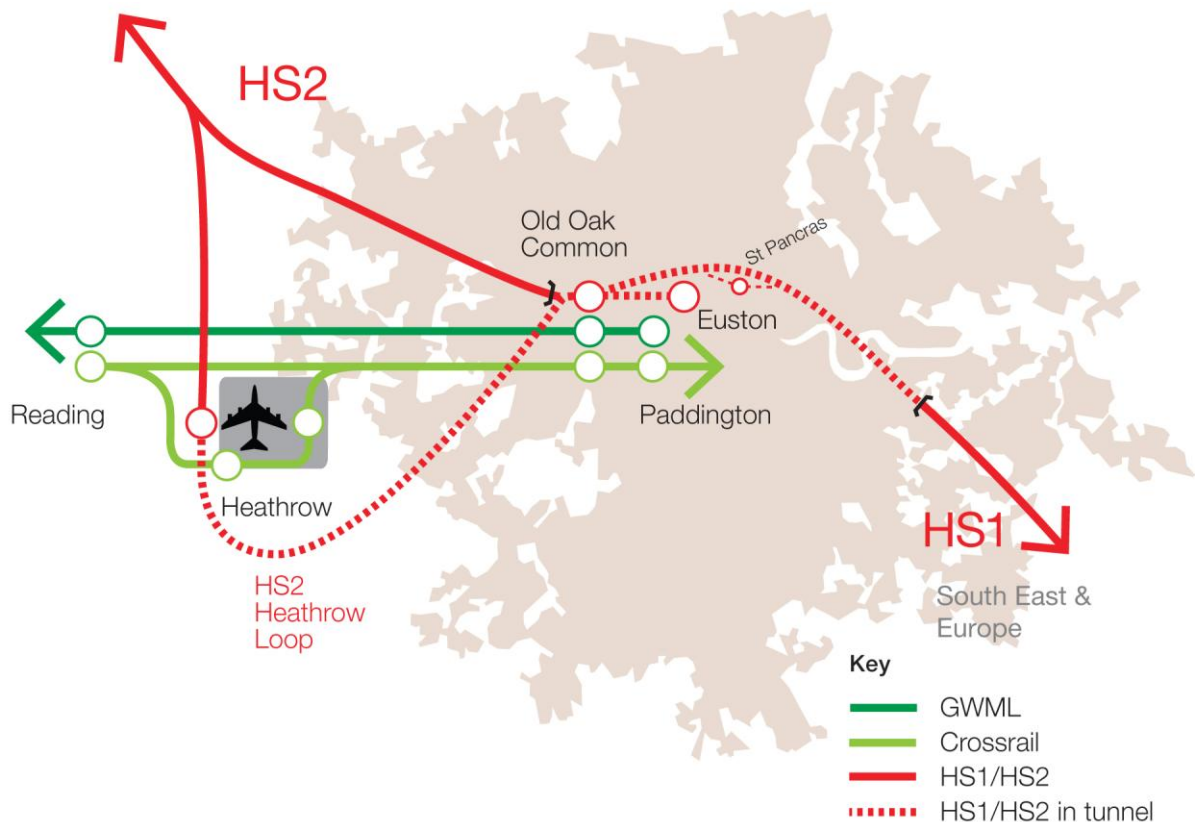 HS2
Old Oak
Common
St Pancras
Euston
Reading
Paddington
Heathrow
HS2
Heathrow
Loop
HS1
South East &
Europe
Key
GWML
Crossrail
HS1/HS2
HS1/HS2 in tunnel